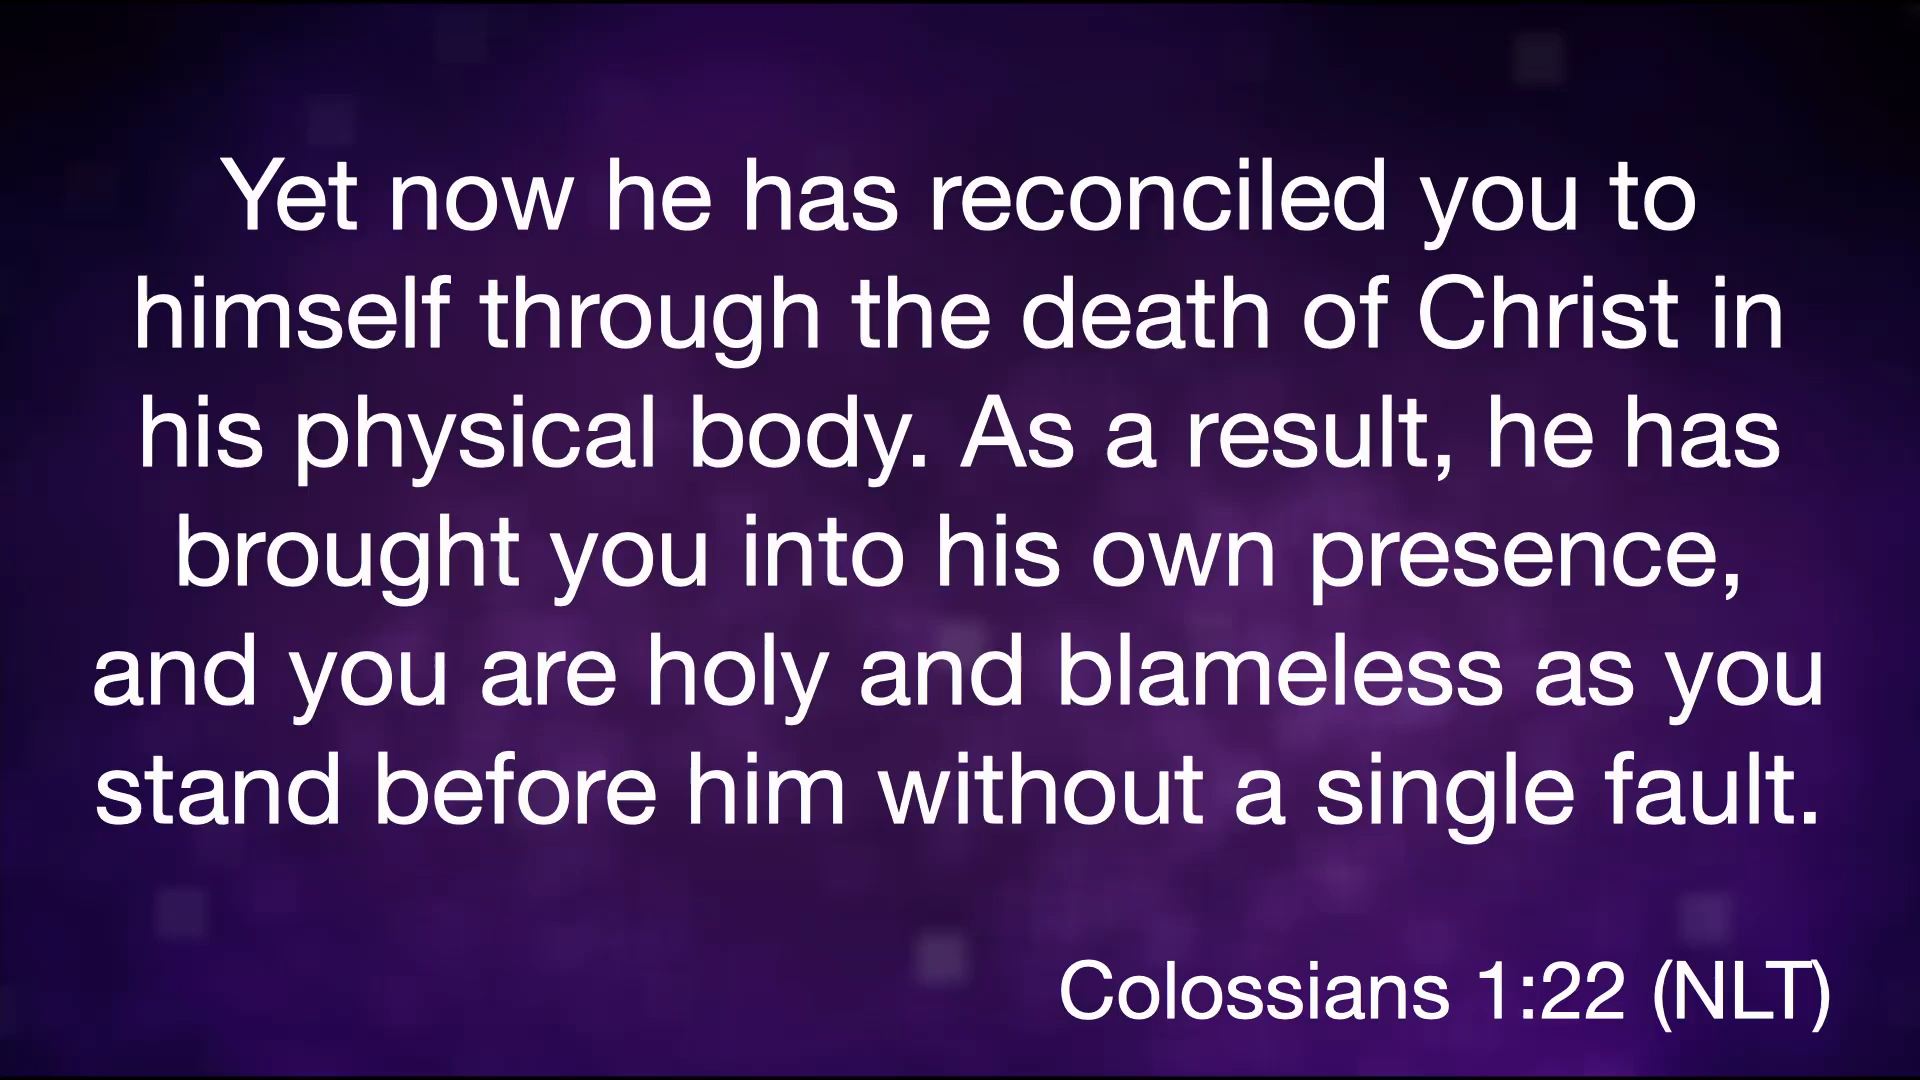 Yet now he has reconciled you to
himself through the death of Christ in
his physical body. As a result, he has
brought you into his own presence,
and you are holy and blameless as you
stand before him without a single fault.
Colossians 1:22 (NLT)